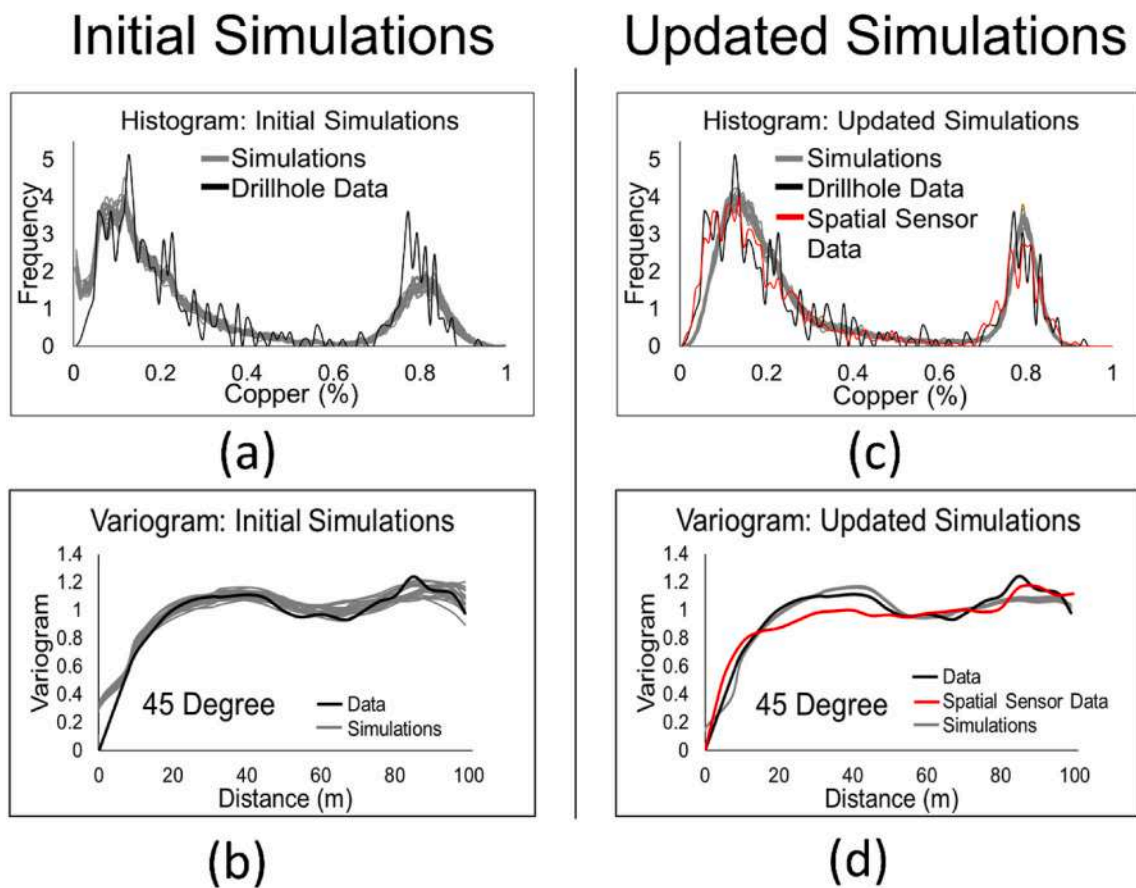 Initial Simulations
Histogram: Initial Simulations
Simulations
Drillhole Data
Frequency
5
4
3
2
1
0
0 0.2 0.4 0.6 0.8 1
Copper (%)
(a)
Variogram: Initial Simulations
Variogram
1.4
1.2
1
0.8
0.6
0.4
0.2
0
45 Degree
Data
Simulations
0 20 40 60 80 100
Distance (m)
(b)
Updated Simulations
Histogram: Updated Simulations
Simulations
Drillhole Data
Spatial Sensor
Data
Frequency
5
4
3
2
1
0
0 0.2 0.4 0.6 0.8 1
Copper (%)
(c)
Variogram: Updated Simulations
Variogram
1.4
1.2
1
0.8
0.6
0.4
0.2
0
45 Degree
Data
Spatial Sensor Data
Simulations
0 20 40 60 80 100
Distance (m)
(d)